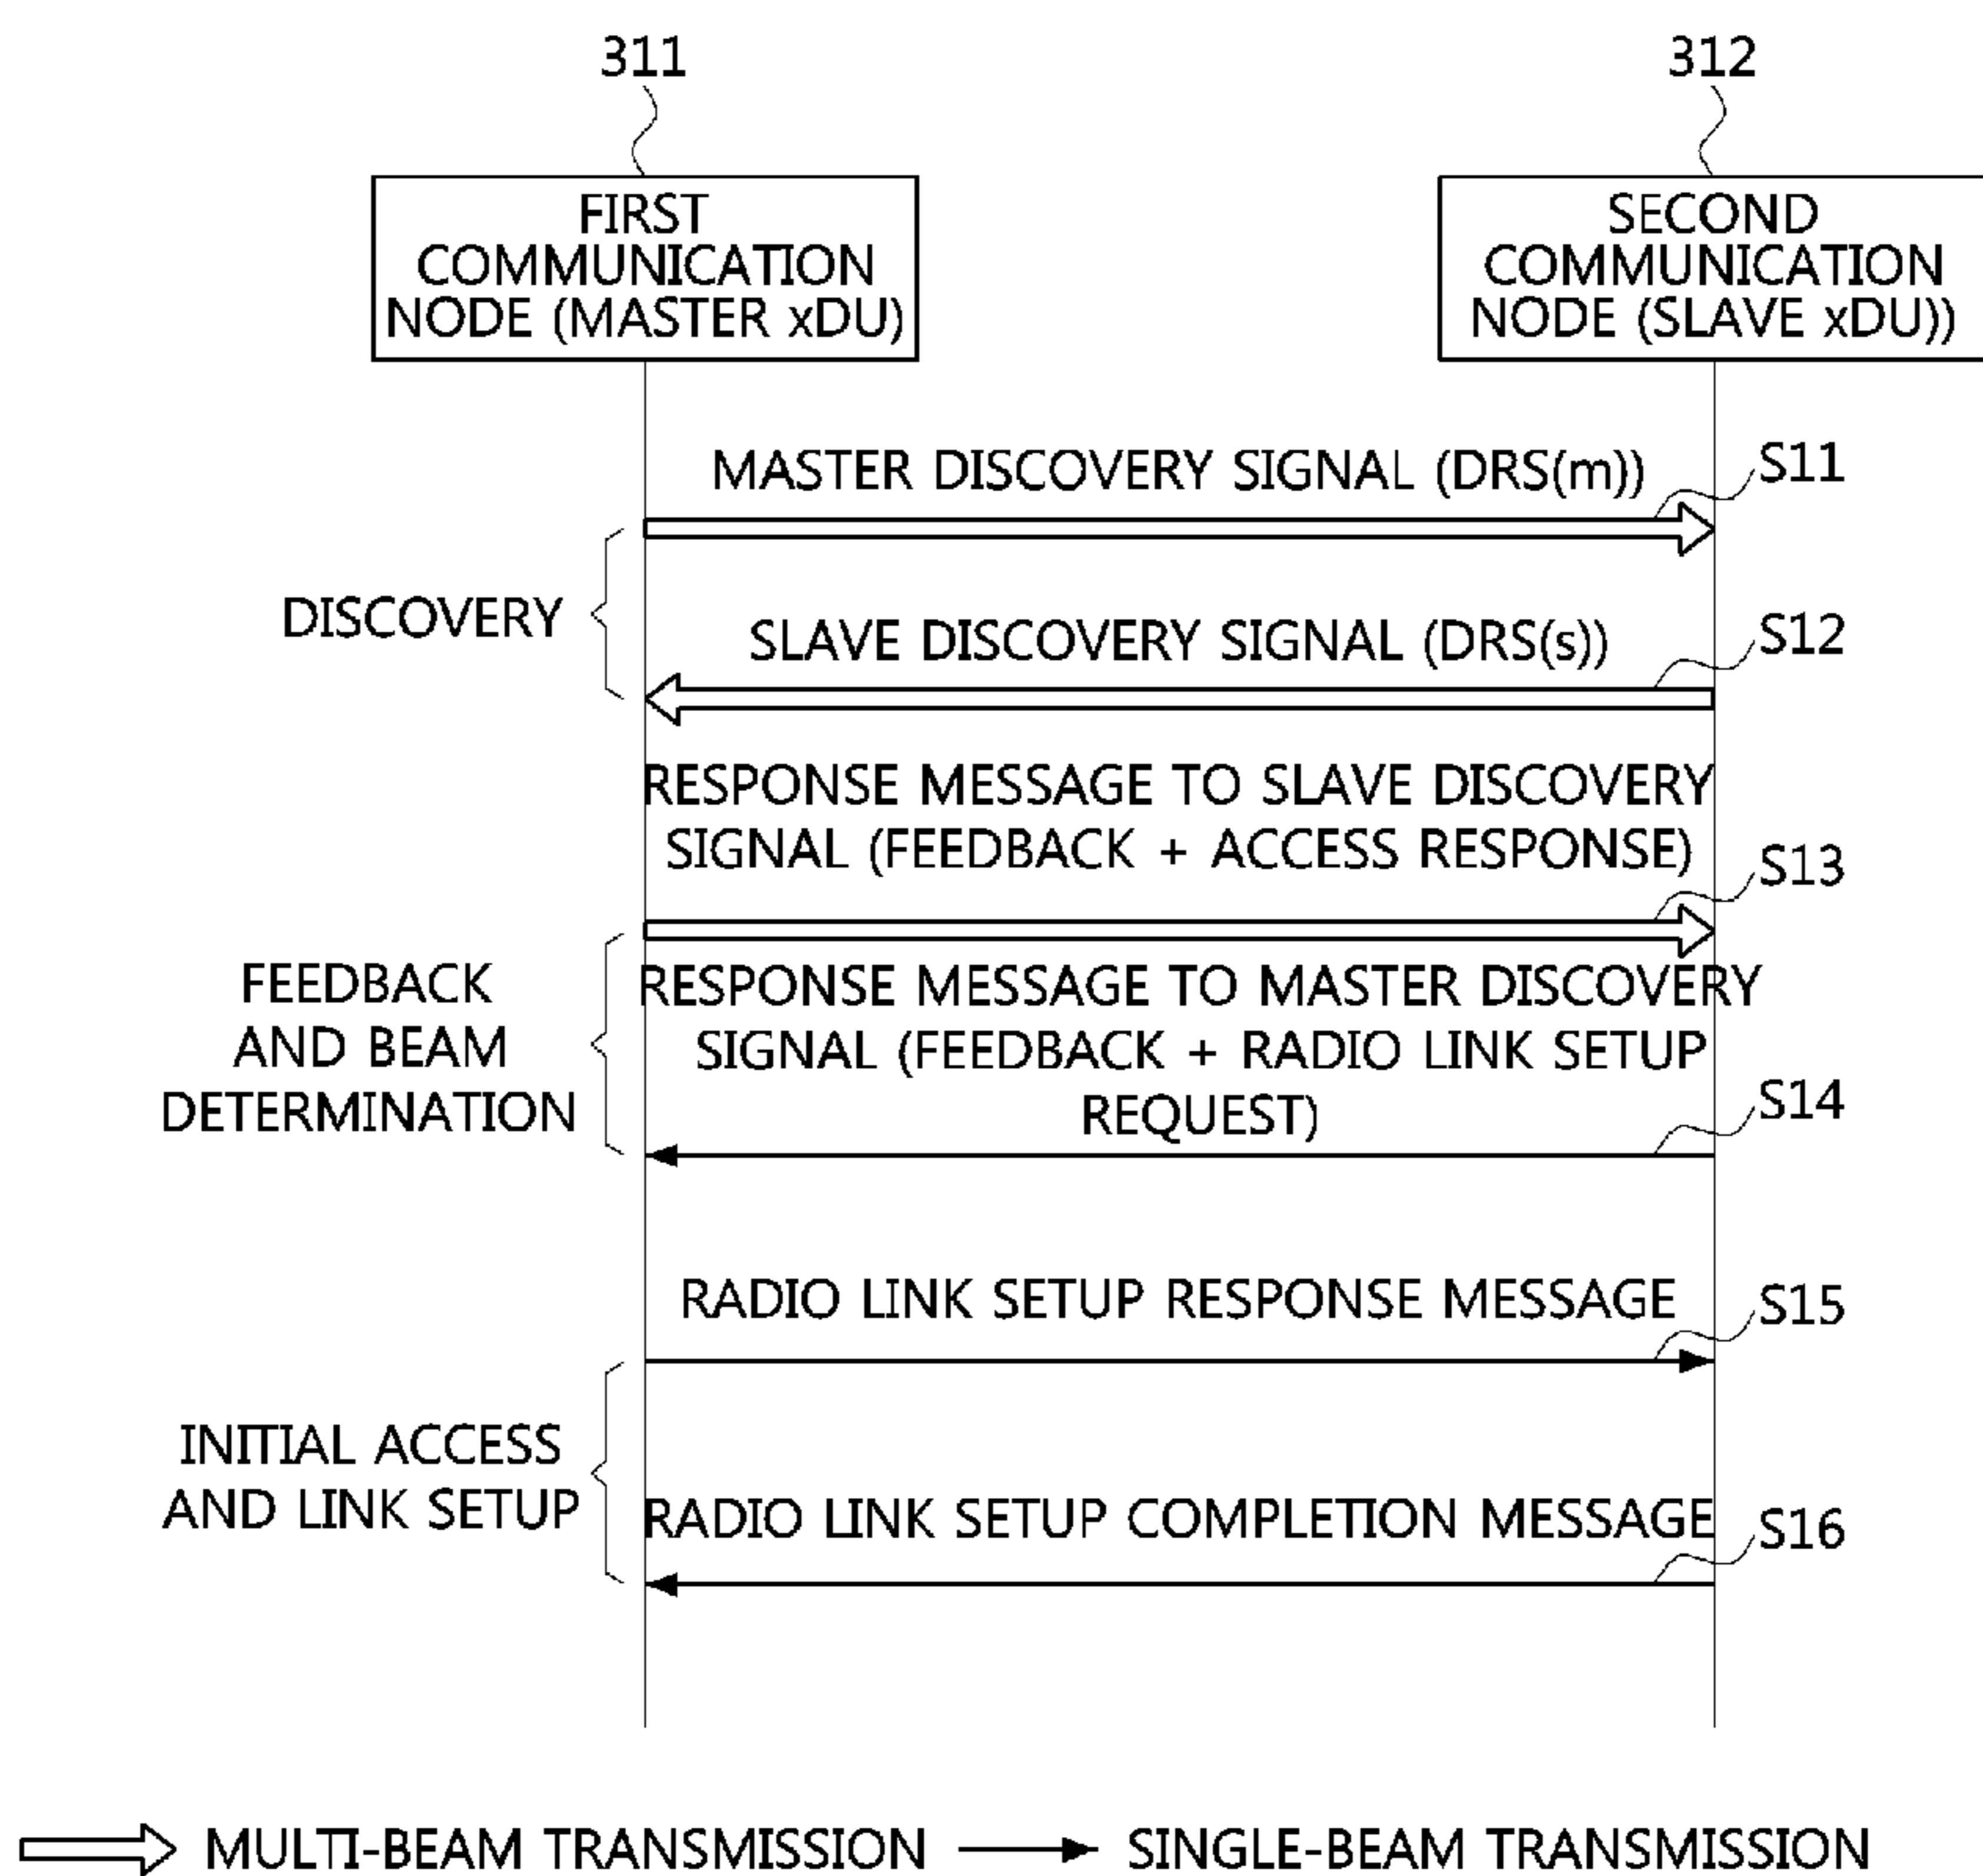 311
312
FIRST
COMMUNICATION
NODE (MASTER xDU)
SECOND
COMMUNICATION
NODE (SLAVE xDU))
MASTER DISCOVERY SIGNAL (DRS(m))
S11
DISCOVERY
SLAVE DISCOVERY SIGNAL (DRS(s))
S12
RESPONSE MESSAGE TO SLAVE DISCOVERY
SIGNAL (FEEDBACK + ACCESS RESPONSE)
S13
FEEDBACK
AND BEAM
DETERMINATION
RESPONSE MESSAGE TO MASTER DISCOVERY
SIGNAL (FEEDBACK + RADIO LINK SETUP
REQUEST)
S14
RADIO LINK SETUP RESPONSE MESSAGE
S15
INITIAL ACCESS
AND LINK SETUP
RADIO LINK SETUP COMPLETION MESSAGE
S16
MULTI-BEAM TRANSMISSION
SINGLE-BEAM TRANSMISSION